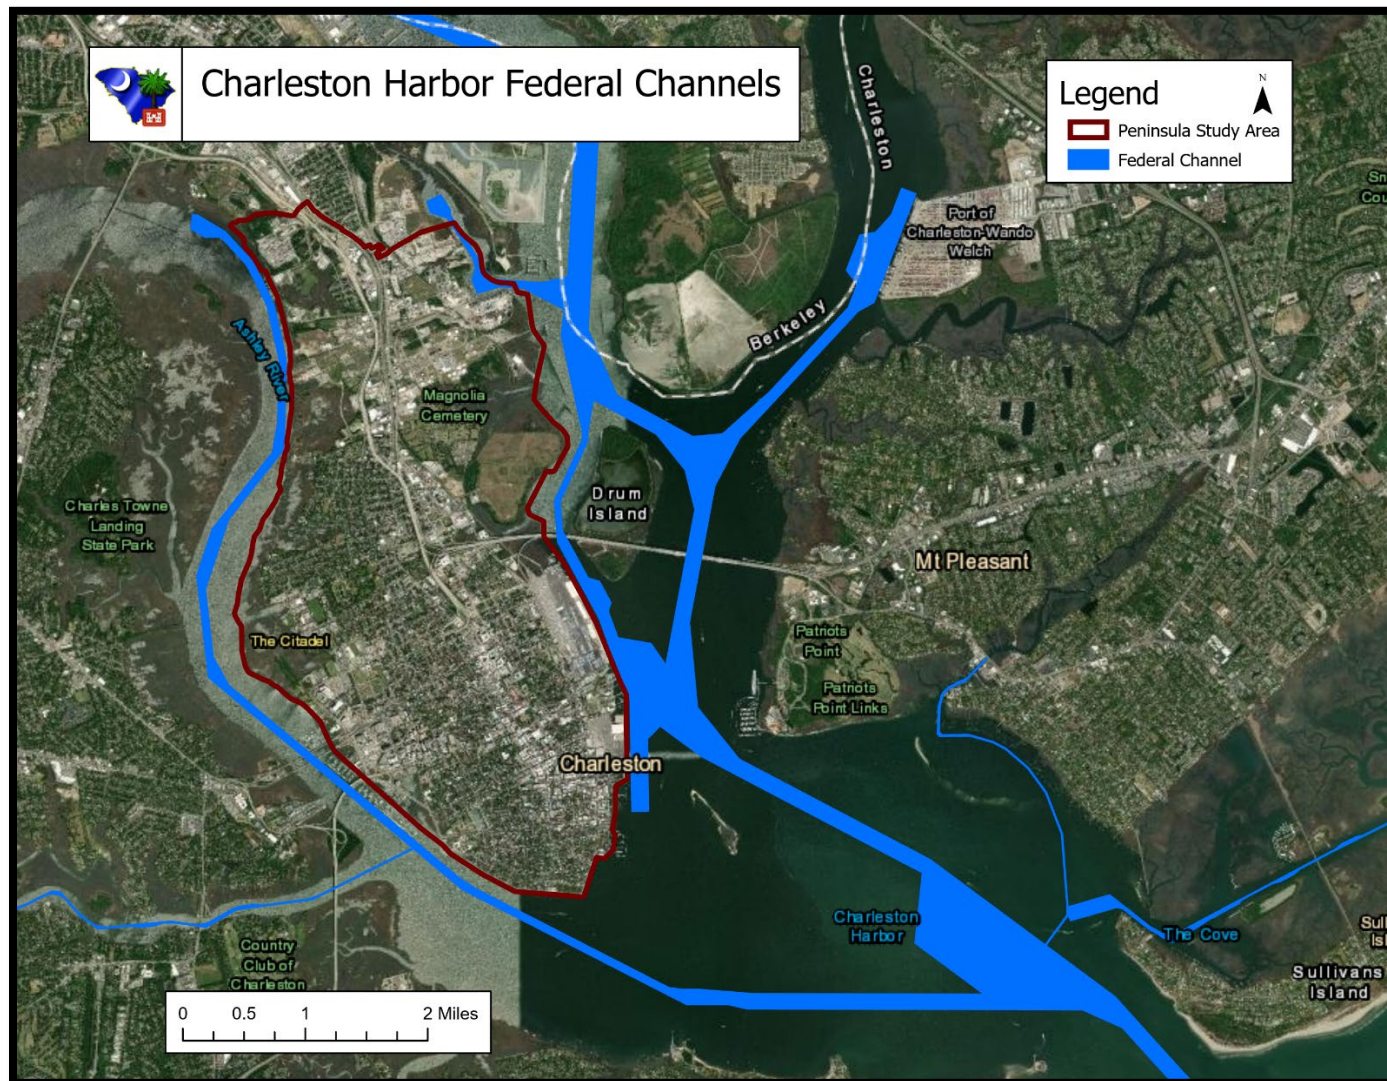 Charleston Harbor Federal Channels
Legend
N
Peninsula Study Area
Federal Channel
Charleston
Berkeley
Port of
Charleston-Wando
Welch
Ashley River
Magnolia
Cemetery
Charles Towne
Landing
State Park
Drum
Island
Mt Pleasant
The Citadel
Patriots
Point
Patriots
Point Links
Charleston
Charleston
Harbor
The Cove
Sullivans
Island
Country
Club of
Charleston
0 0.5 1 2 Miles